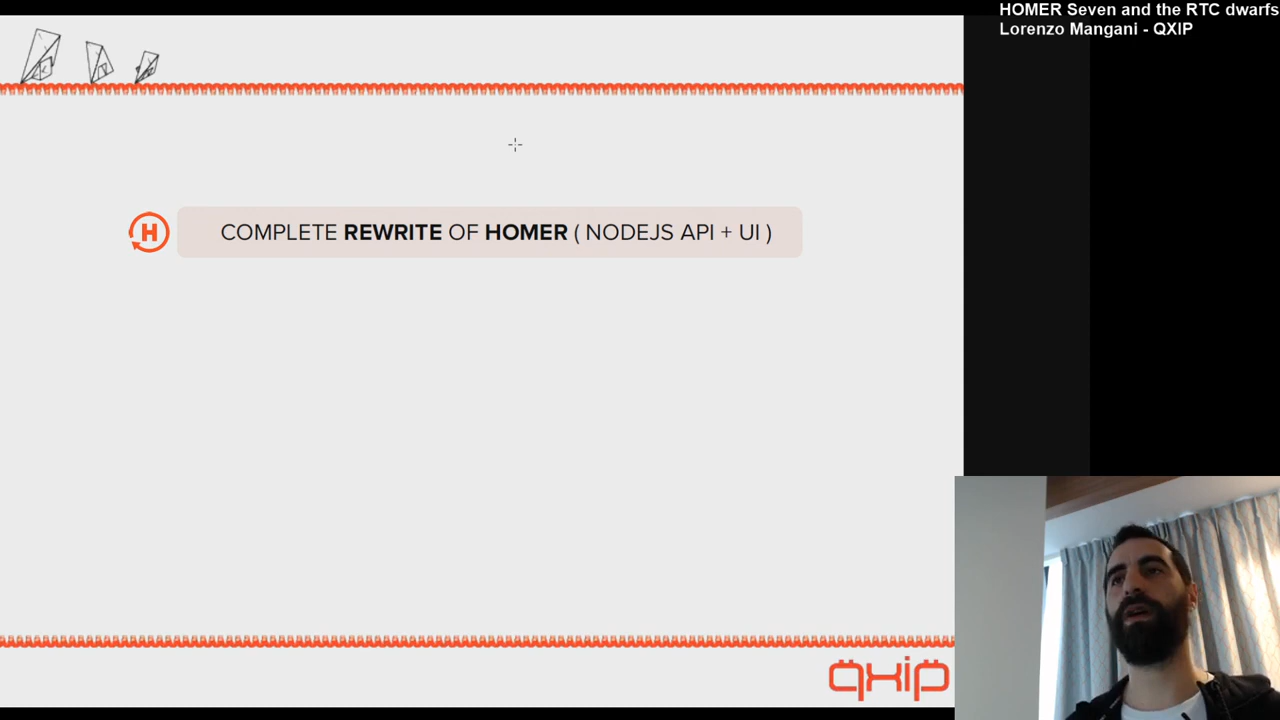 HOMER Seven and the RTC dwarfs
Lorenzo Mangani - QXIP
H COMPLETE REWRITE OF HOMER ( NODEJS API + UI )
qxip